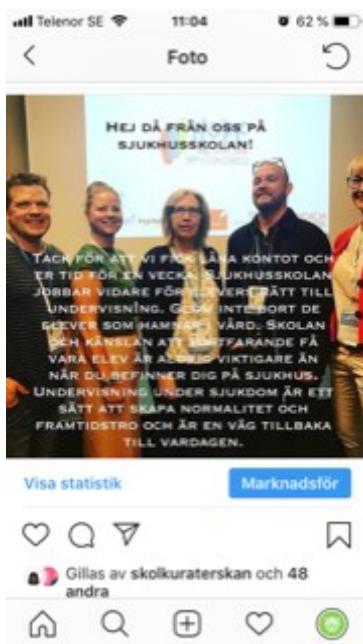 Telenor SE 11:04 62 %
Foto
HEJ DÅ FRÅN OSS PÅ
SJUKHUSSKOLAN!
TACK FÖR ATT VI FICK LÅNA KONTOT OCH
ER TID FÖR EN VECKA. SJUKHUSSKOLAN
JOBBAR VIDARE FÖR ELEVERS RÄTT TILL
UNDERVISNING. GLÖM INTE BORT DE
ELEVER SOM HAMNAR I VÅRD. SKOLAN
OCH KÄNSLAN ATT FORTFARANDE FÅ
VARA ELEV ÄR ALDRIG VIKTIGARE ÄN
NÄR DU BEFINNER DIG PÅ SJUKHUS.
UNDERVISNING UNDER SJUKDOM ÄR ETT
SÄTT ATT SKAPA NORMALITET OCH
FRAMTIDSTRO OCH ÄR EN VÄG TILLBAKA
TILL VARDAGEN.
Visa statistik Marknadsför
Gillas av skolkuraterskan och 48
andra